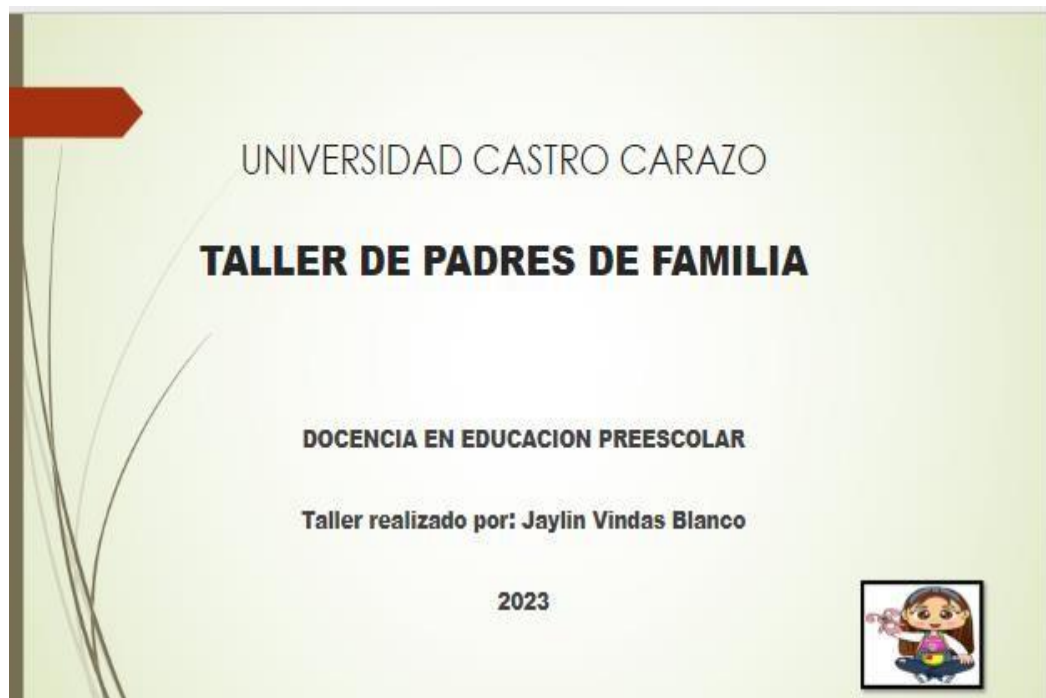 UNIVERSIDAD CASTRO CARAZO
TALLER DE PADRES DE FAMILIA
DOCENCIA EN EDUCACION PREESCOLAR
Taller realizado por: Jaylin Vindas Blanco
2023